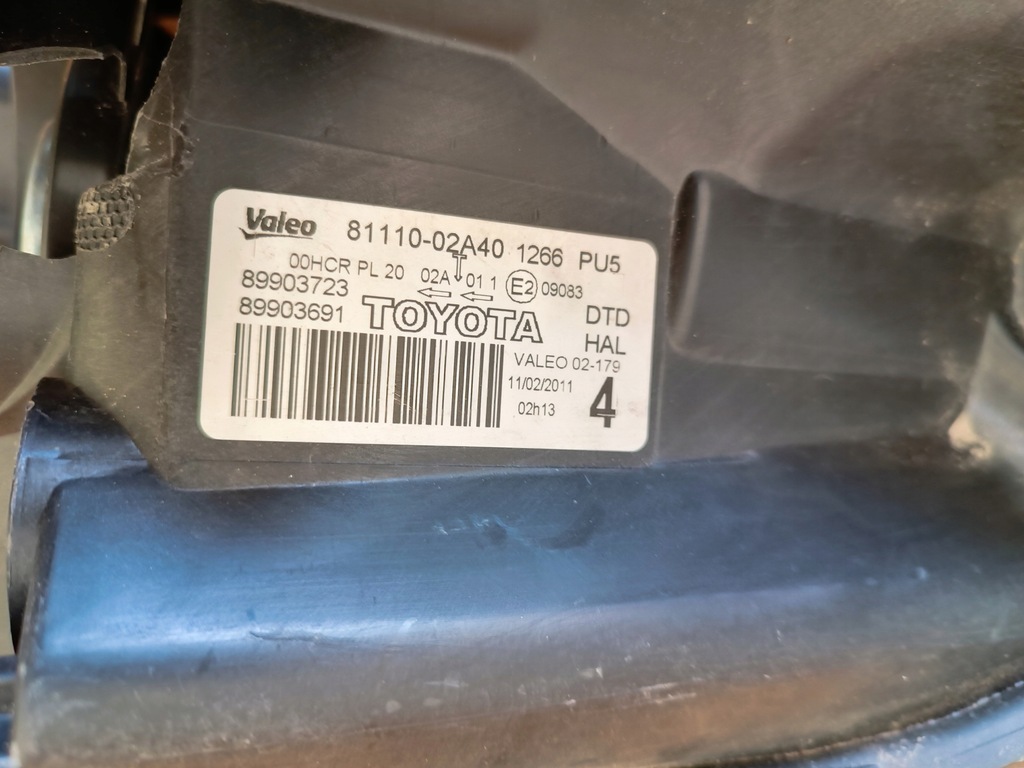 Valeo 81110-02A40 1266 PU5
00HCR PL 20 02A 01 1 E2 09083
89903723 DTD
89903691 TOYOTA HAL
VALEO 02-179
11/02/2011 4
02h13